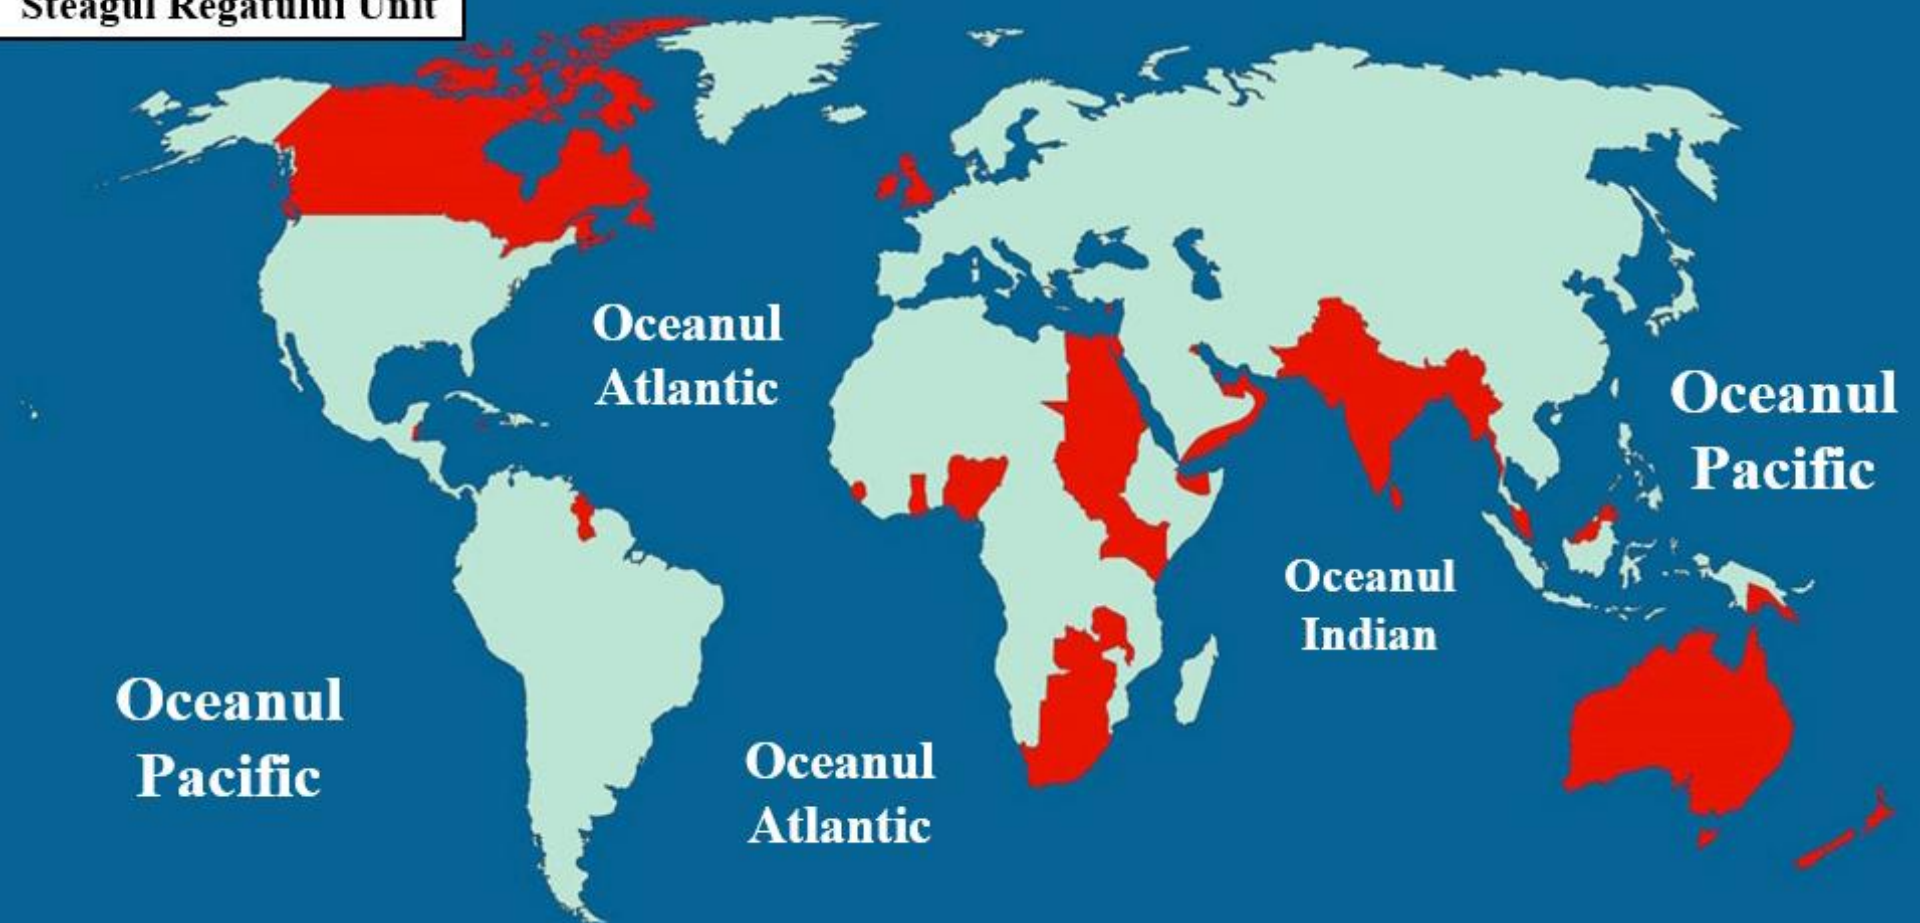 Steagul Regatului Unit
Oceanul
Atlantic
Oceanul
Pacific
Oceanul
Indian
Oceanul
Pacific
Oceanul
Atlantic